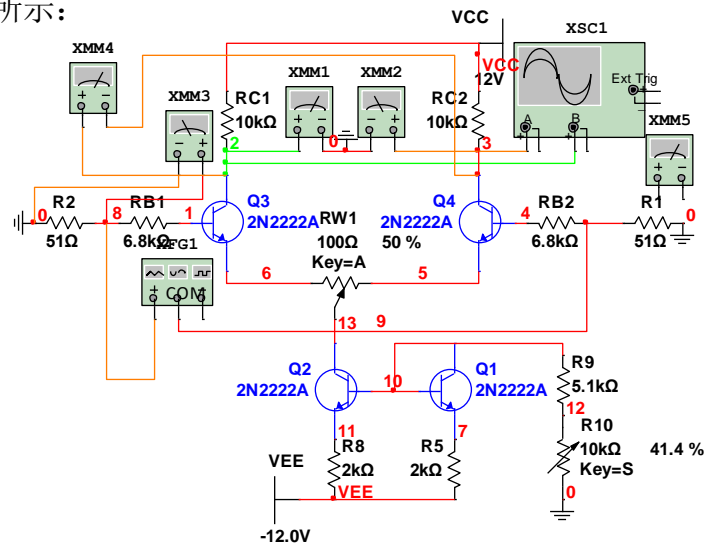 所示：
VCC
XSC1
XMM4
VCC
12V
Ext Trig
XMM1
XMM2
XMM3
RC1
10kΩ
RC2
10kΩ
A
B
XMM5
0
2
3
R2
51Ω
0
8
RB1
6.8kΩ
1
Q3
2N2222A
RW1
100Ω
Key=A
50 %
Q4
2N2222A
4
RB2
6.8kΩ
R1
51Ω
0
XFG1
COM
6
5
13
9
Q2
2N2222A
10
Q1
2N2222A
R9
5.1kΩ
12
11
7
R8
2kΩ
R5
2kΩ
R10
10kΩ
Key=S
41.4 %
VEE
VEE
0
-12.0V